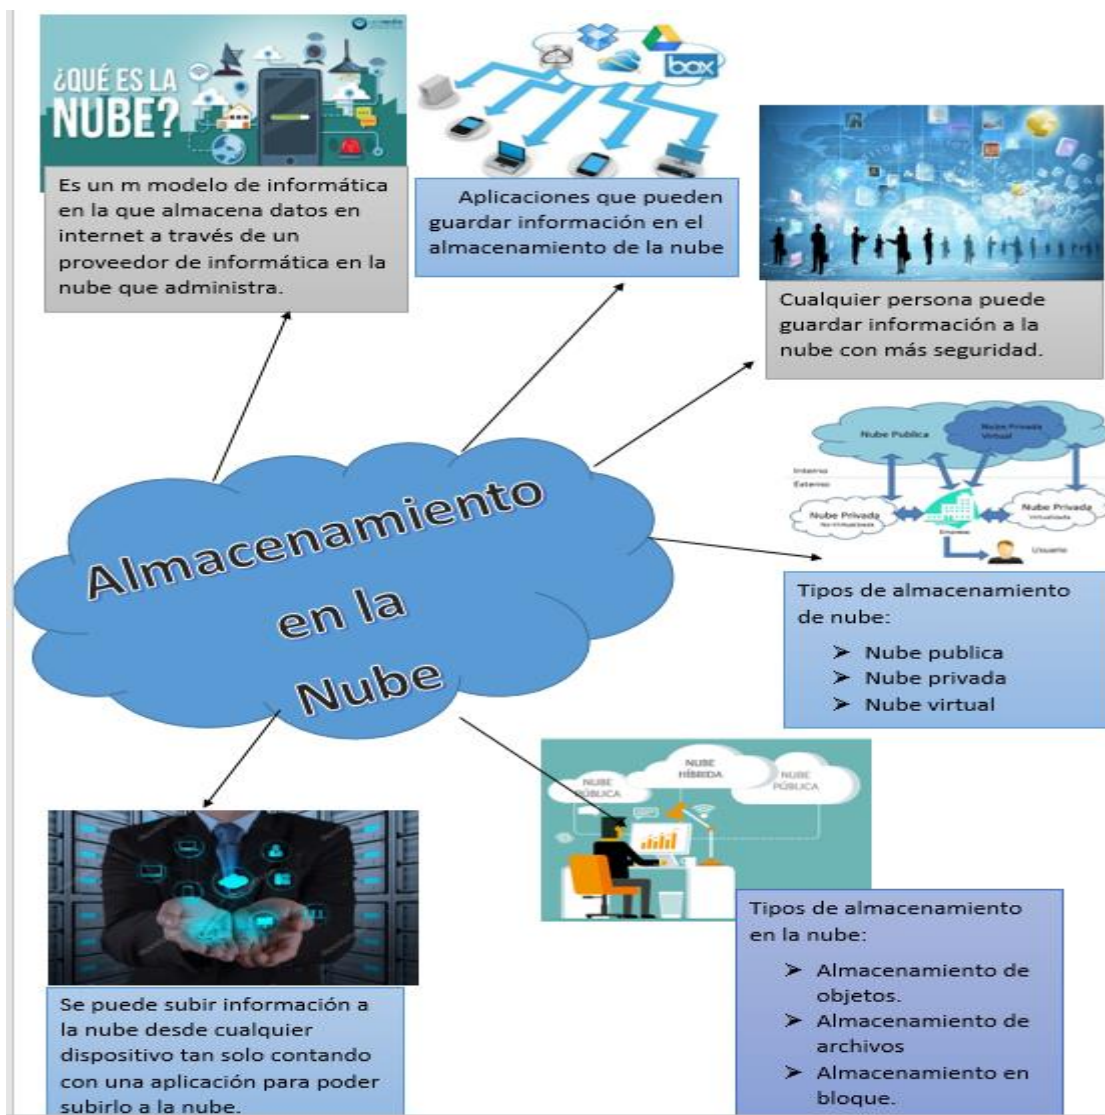 ¿QUÉ ES LA
NUBE?
Es un m modelo de informática
en la que almacena datos en
internet a través de un
proveedor de informática en la
nube que administra.
box
Aplicaciones que pueden
guardar información en el
almacenamiento de la nube
Cualquier persona puede
guardar información a la
nube con más seguridad.
Nube Publica
Nube Privada
Virtual
Interno
Externo
Nube Privada
No Virtualizada
Nube Privada
Virtualizada
Empresa
Usuario
Tipos de almacenamiento
de nube:
➤ Nube publica
➤ Nube privada
➤ Nube virtual
Almacenamiento
en la
Nube
NUBE
PÚBLICA
NUBE
HÍBRIDA
NUBE
PÚBLICA
Tipos de almacenamiento
en la nube:
➤ Almacenamiento de
objetos.
➤ Almacenamiento de
archivos
➤ Almacenamiento en
bloque.
Se puede subir información a
la nube desde cualquier
dispositivo tan solo contando
con una aplicación para poder
subirlo a la nube.